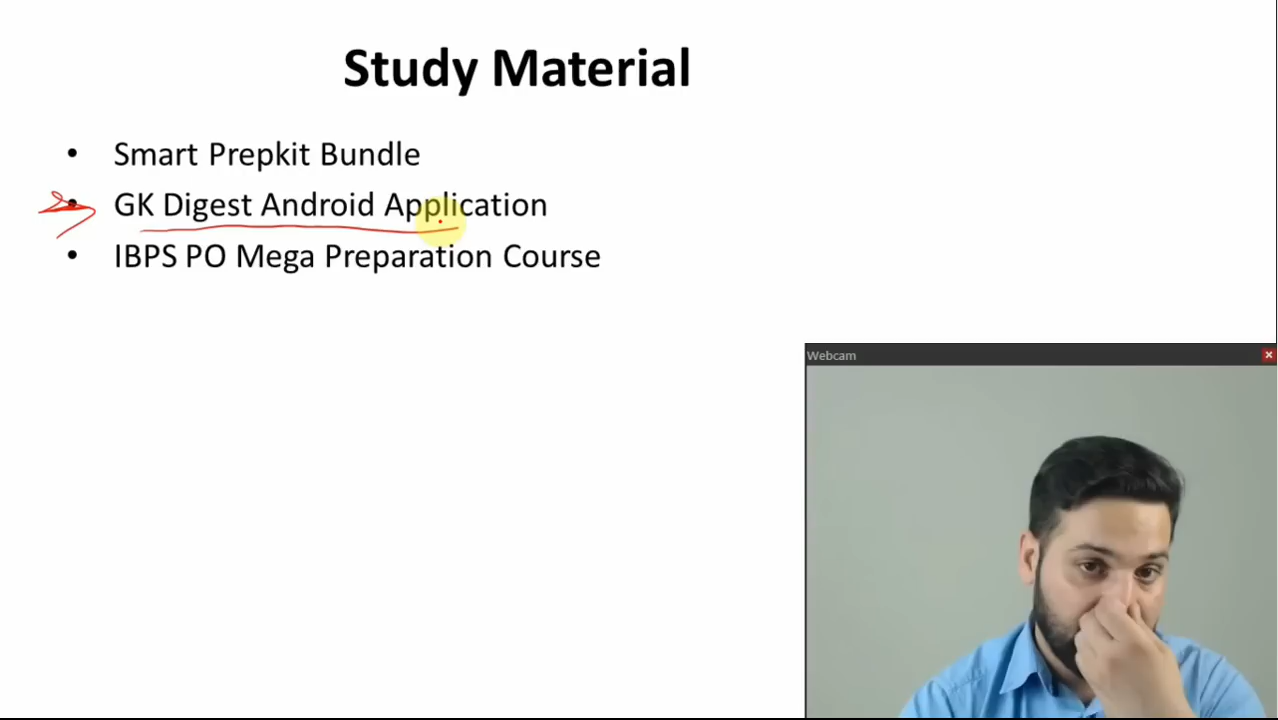 Study Material
• Smart Prepkit Bundle
• GK Digest Android Application
• IBPS PO Mega Preparation Course
Webcam